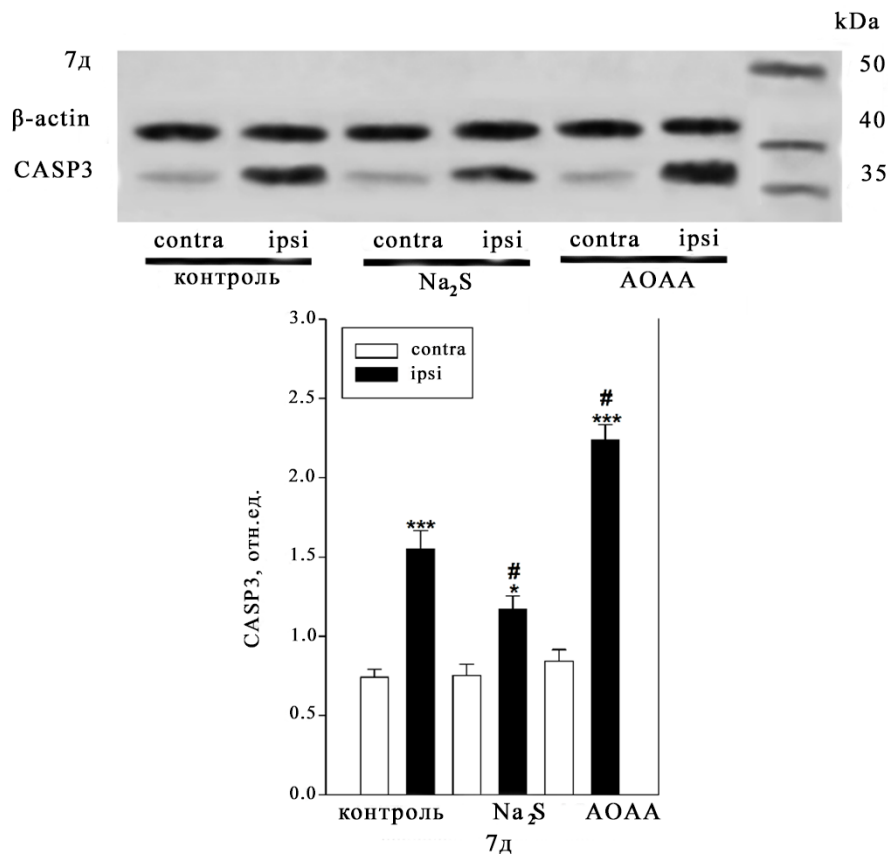 kDa
7д 50
β-actin 40
CASP3 35
contra ipsi contra ipsi contra ipsi
контроль Na₂S AOAA
3.0
contra
ipsi
2.5
#
***
2.0
***
1.5
#
*
1.0
0.5
0.0
CASP3, отн.ед.
контроль Na₂S AOAA
7д